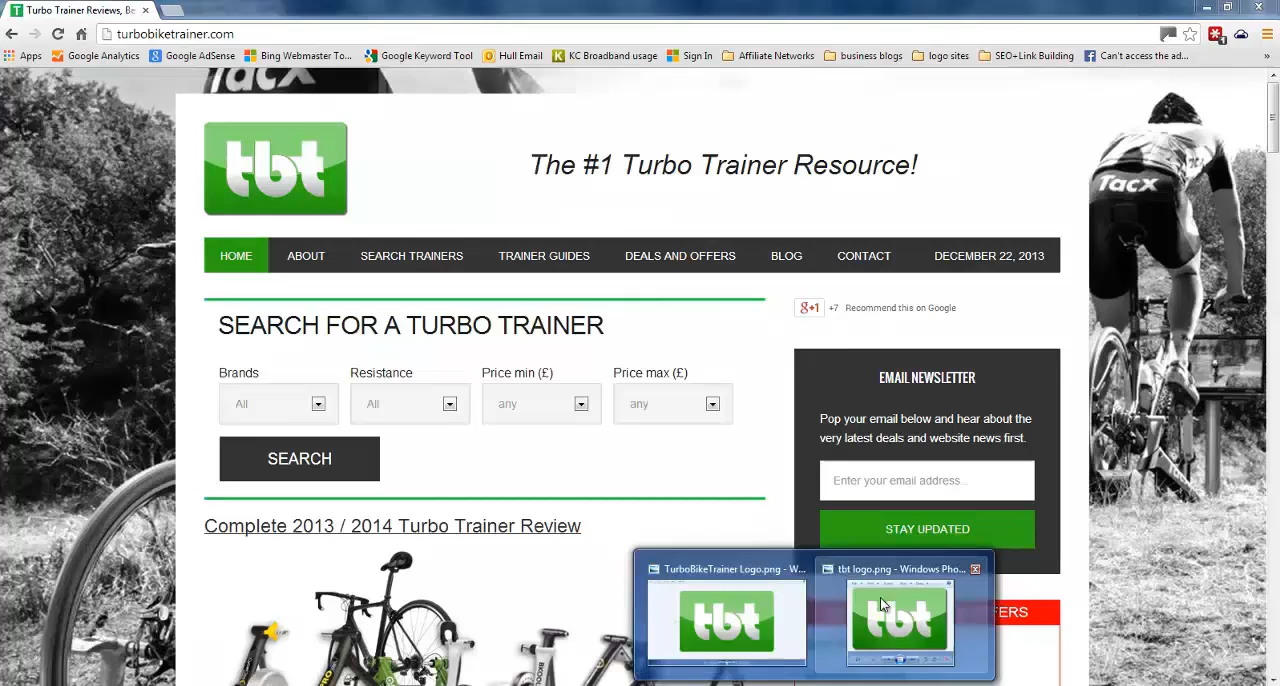 Turbo Trainer Reviews, Be
turbobiketrainer.com
Apps Google Analytics Google AdSense Bing Webmaster To... Google Keyword Tool Hull Email KC Broadband usage Sign In Affiliate Networks business blogs logo sites SEO+Link Building Can't access the ad... »
Tacx
tbt
The #1 Turbo Trainer Resource!
Tacx
HOME ABOUT SEARCH TRAINERS TRAINER GUIDES DEALS AND OFFERS BLOG CONTACT DECEMBER 22, 2013
g+1 +7 Recommend this on Google
SEARCH FOR A TURBO TRAINER
Brands Resistance Price min (£) Price max (£)
All All any any
SEARCH
EMAIL NEWSLETTER
Pop your email below and hear about the
very latest deals and website news first.
Enter your email address...
STAY UPDATED
Complete 2013 / 2014 Turbo Trainer Review
TurboBikeTrainer Logo.png - W... tbt logo.png - Windows Pho...
tbt tbt
FERS